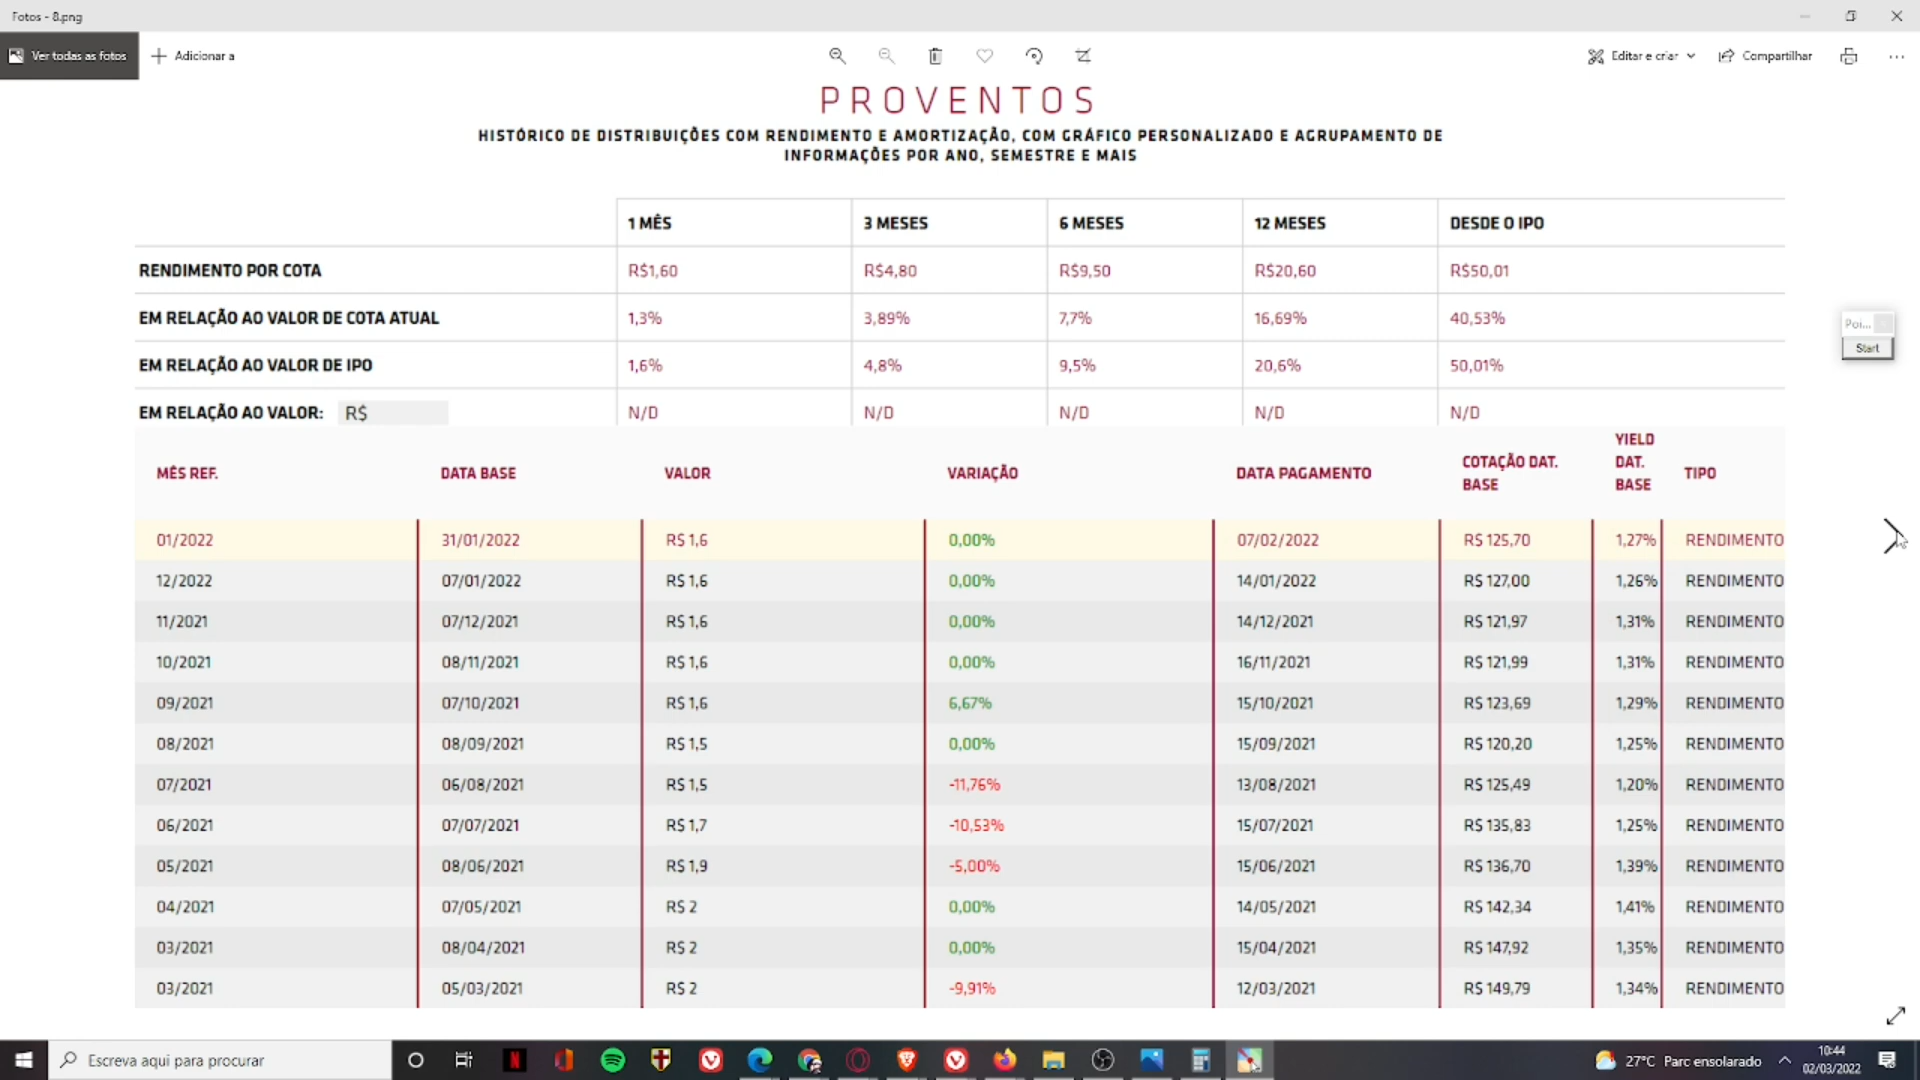 Fotos - 8.png
Ver todas as fotos
Adicionar a
Editar e criar
Compartilhar
PROVENTOS
HISTÓRICO DE DISTRIBUIÇÕES COM RENDIMENTO E AMORTIZAÇÃO, COM GRÁFICO PERSONALIZADO E AGRUPAMENTO DE
INFORMAÇÕES POR ANO, SEMESTRE E MAIS
1 MÊS 3 MESES 6 MESES 12 MESES DESDE O IPO
RENDIMENTO POR COTA R$1,60 R$4,80 R$9,50 R$20,60 R$50,01
EM RELAÇÃO AO VALOR DE COTA ATUAL 1,3% 3,89% 7,7% 16,69% 40,53%
EM RELAÇÃO AO VALOR DE IPO 1,6% 4,8% 9,5% 20,6% 50,01%
EM RELAÇÃO AO VALOR: R$ N/D N/D N/D N/D N/D
Poi...
Start
MÊS REF. DATA BASE VALOR VARIAÇÃO DATA PAGAMENTO COTAÇÃO DAT. BASE YIELD DAT. BASE TIPO
01/2022 31/01/2022 R$ 1,6 0,00% 07/02/2022 R$ 125,70 1,27% RENDIMENTO
12/2022 07/01/2022 R$ 1,6 0,00% 14/01/2022 R$ 127,00 1,26% RENDIMENTO
11/2021 07/12/2021 R$ 1,6 0,00% 14/12/2021 R$ 121,97 1,31% RENDIMENTO
10/2021 08/11/2021 R$ 1,6 0,00% 16/11/2021 R$ 121,99 1,31% RENDIMENTO
09/2021 07/10/2021 R$ 1,6 6,67% 15/10/2021 R$ 123,69 1,29% RENDIMENTO
08/2021 08/09/2021 R$ 1,5 0,00% 15/09/2021 R$ 120,20 1,25% RENDIMENTO
07/2021 06/08/2021 R$ 1,5 -11,76% 13/08/2021 R$ 125,49 1,20% RENDIMENTO
06/2021 07/07/2021 R$ 1,7 -10,53% 15/07/2021 R$ 135,83 1,25% RENDIMENTO
05/2021 08/06/2021 R$ 1,9 -5,00% 15/06/2021 R$ 136,70 1,39% RENDIMENTO
04/2021 07/05/2021 R$ 2 0,00% 14/05/2021 R$ 142,34 1,41% RENDIMENTO
03/2021 08/04/2021 R$ 2 0,00% 15/04/2021 R$ 147,92 1,35% RENDIMENTO
03/2021 05/03/2021 R$ 2 -9,91% 12/03/2021 R$ 149,79 1,34% RENDIMENTO
Escreva aqui para procurar
27°C Parc ensolarado
10:44
02/03/2022